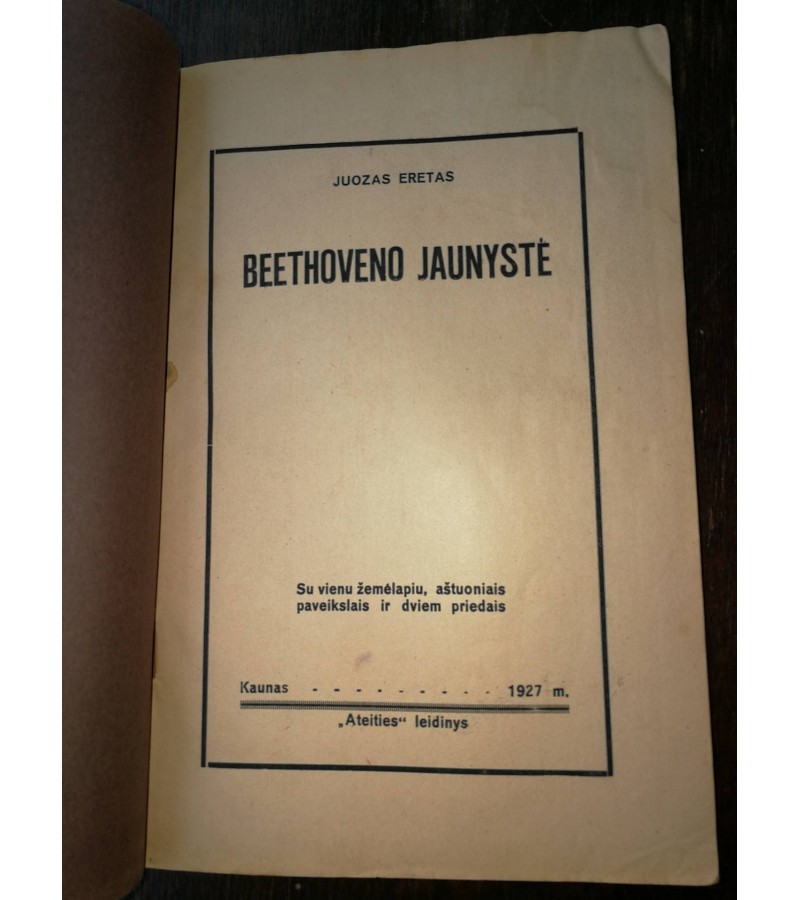 JUOZAS ERETAS
BEETHOVENO JAUNYSTĖ
Su vienu žemėlapiu, aštuoniais
paveikslais ir dviem priedais
Kaunas - - - - - - - - - 1927 m.
„Ateities“ leidinys